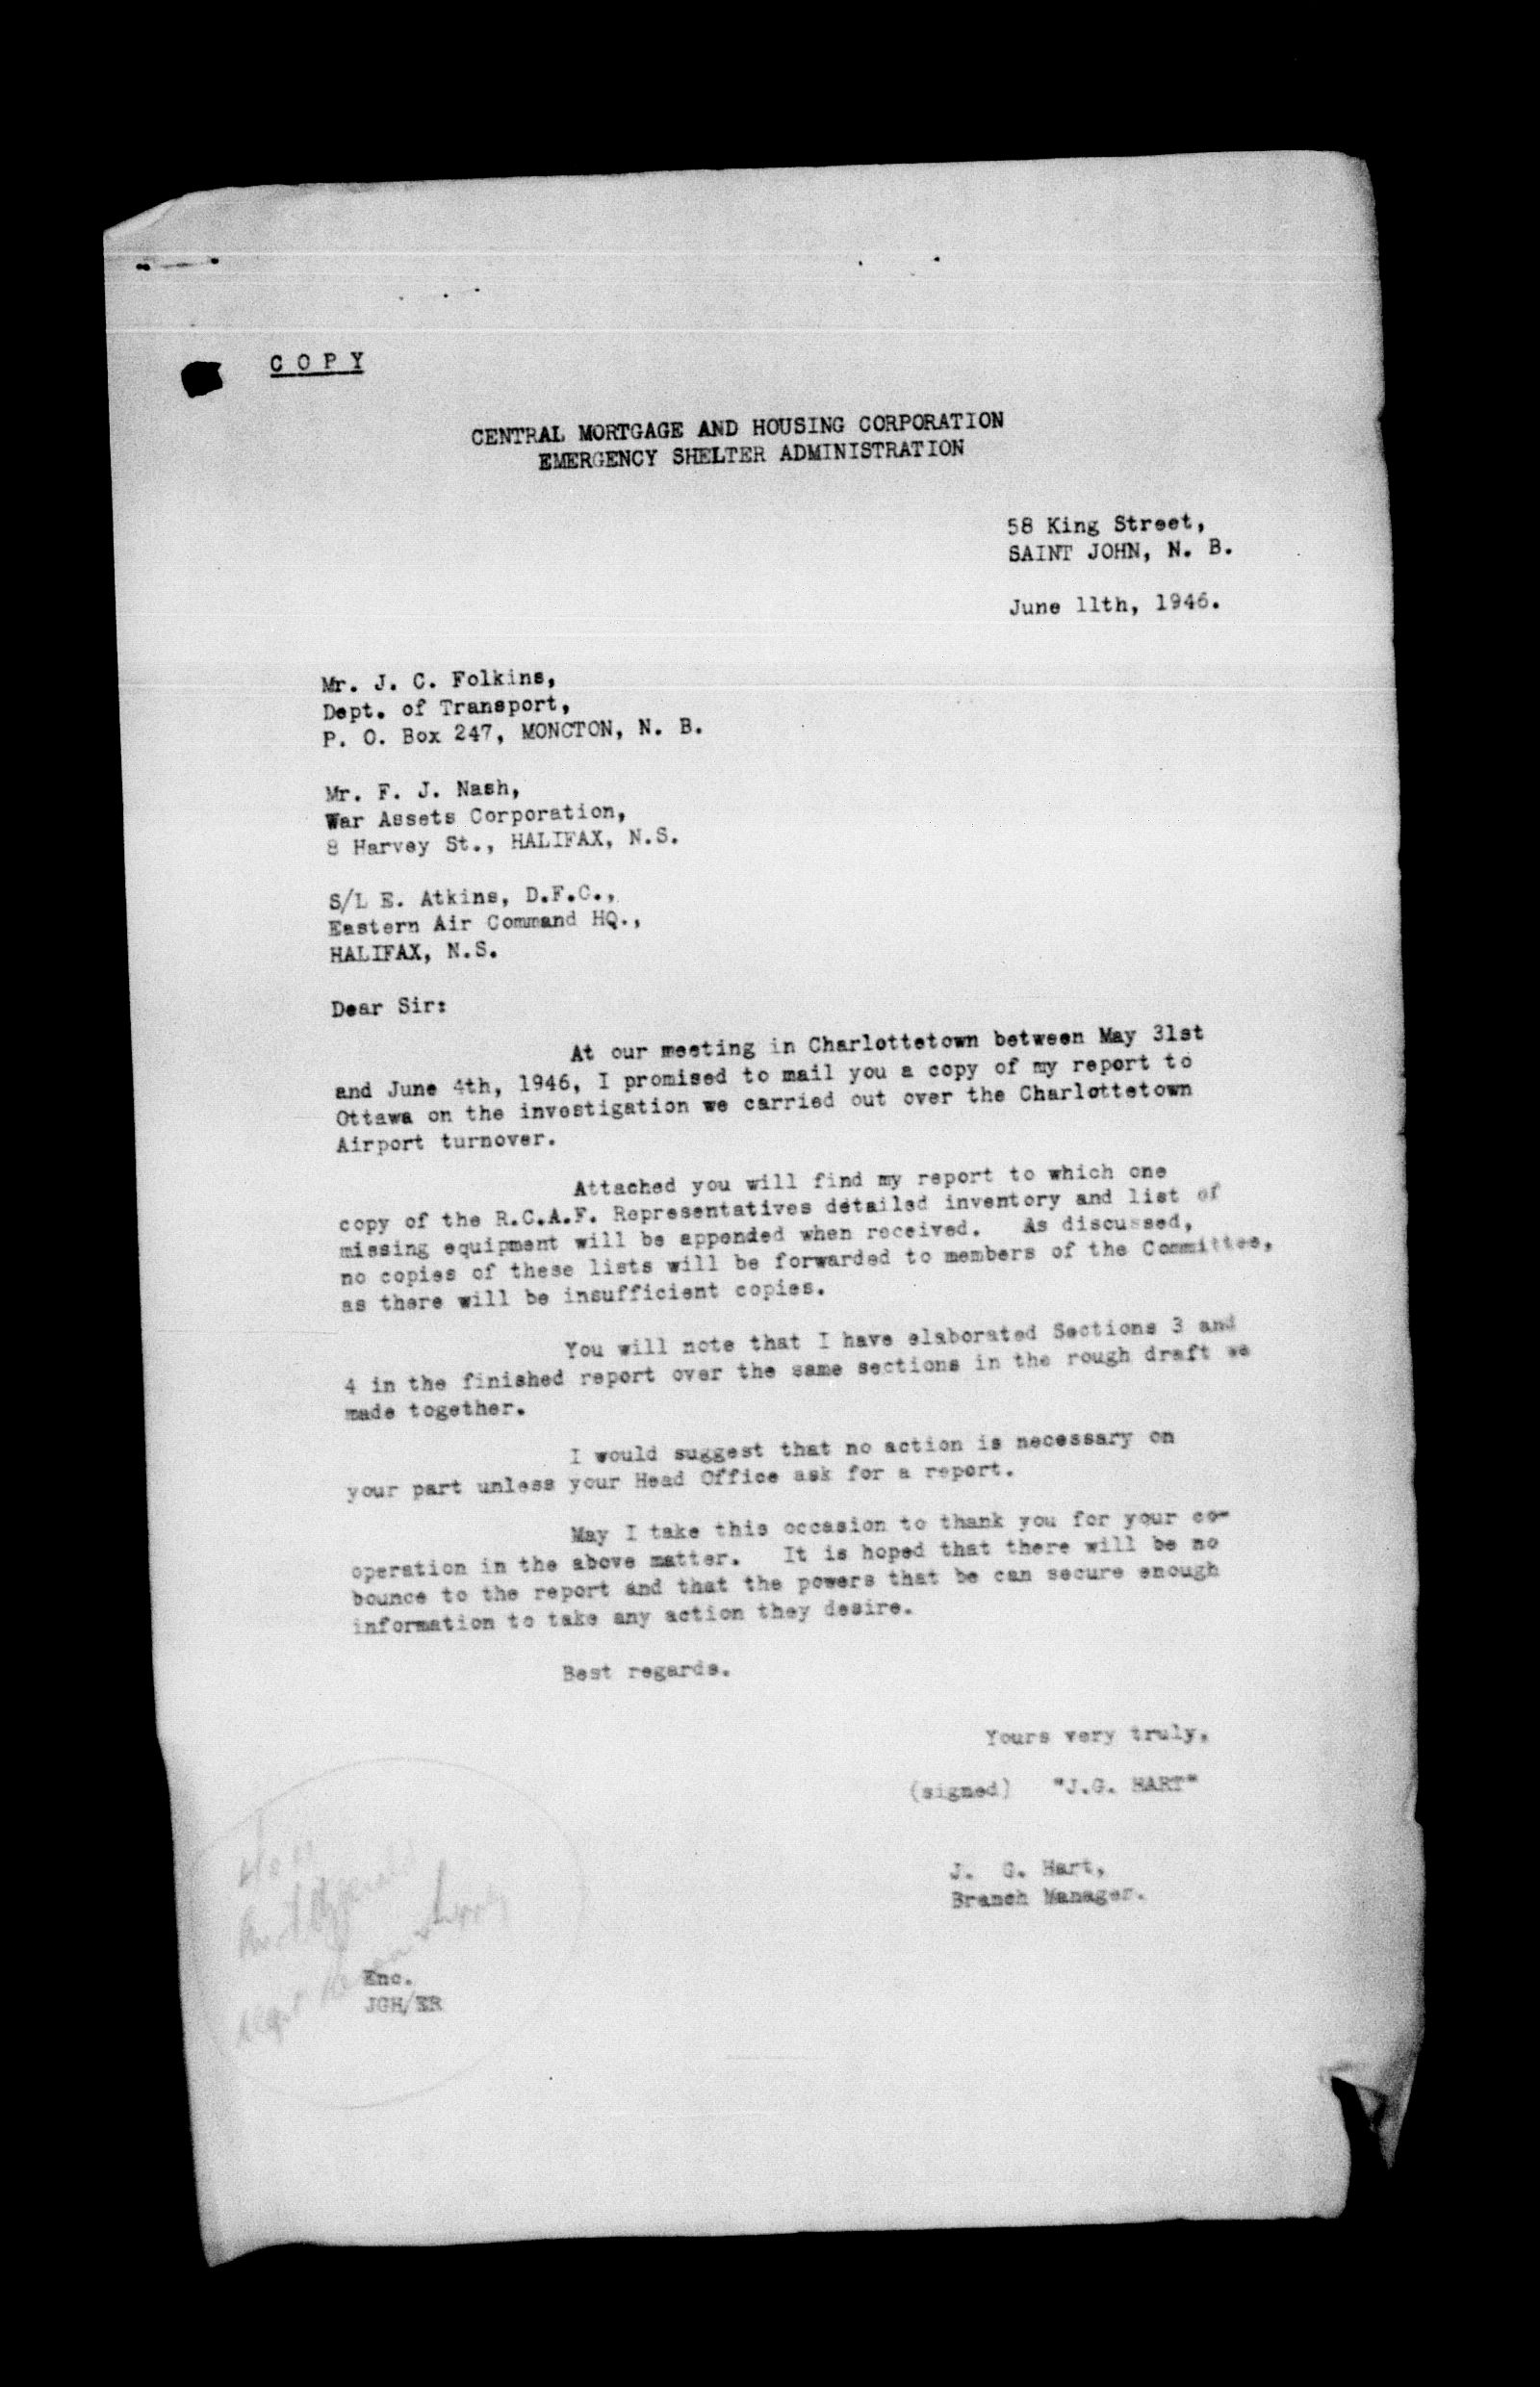 C O P Y
CENTRAL MORTGAGE AND HOUSING CORPORATION
EMERGENCY SHELTER ADMINISTRATION
58 King Street,
SAINT JOHN, N. B.
June 11th, 1946.
Mr. J. C. Folkins,
Dept. of Transport,
P. O. Box 247, MONCTON, N. B.
Mr. F. J. Nash,
War Assets Corporation,
8 Harvey St., HALIFAX, N.S.
S/L E. Atkins, D.F.C.,
Eastern Air Command HQ.,
HALIFAX, N.S.
Dear Sir:
At our meeting in Charlottetown between May 31st
and June 4th, 1946, I promised to mail you a copy of my report to
Ottawa on the investigation we carried out over the Charlottetown
Airport turnover.
Attached you will find my report to which one
copy of the R.C.A.F. Representatives detailed inventory and list of
missing equipment will be appended when received. As discussed,
no copies of these lists will be forwarded to members of the Committee,
as there will be insufficient copies.
You will note that I have elaborated Sections 3 and
4 in the finished report over the same sections in the rough draft we
made together.
I would suggest that no action is necessary on
your part unless your Head Office ask for a report.
May I take this occasion to thank you for your co-
operation in the above matter. It is hoped that there will be no
bounce to the report and that the powers that be can secure enough
information to take any action they desire.
Best regards.
Yours very truly,
(signed) "J.G. HART"
J. G. Hart,
Branch Manager.
Enc.
JGH/ER